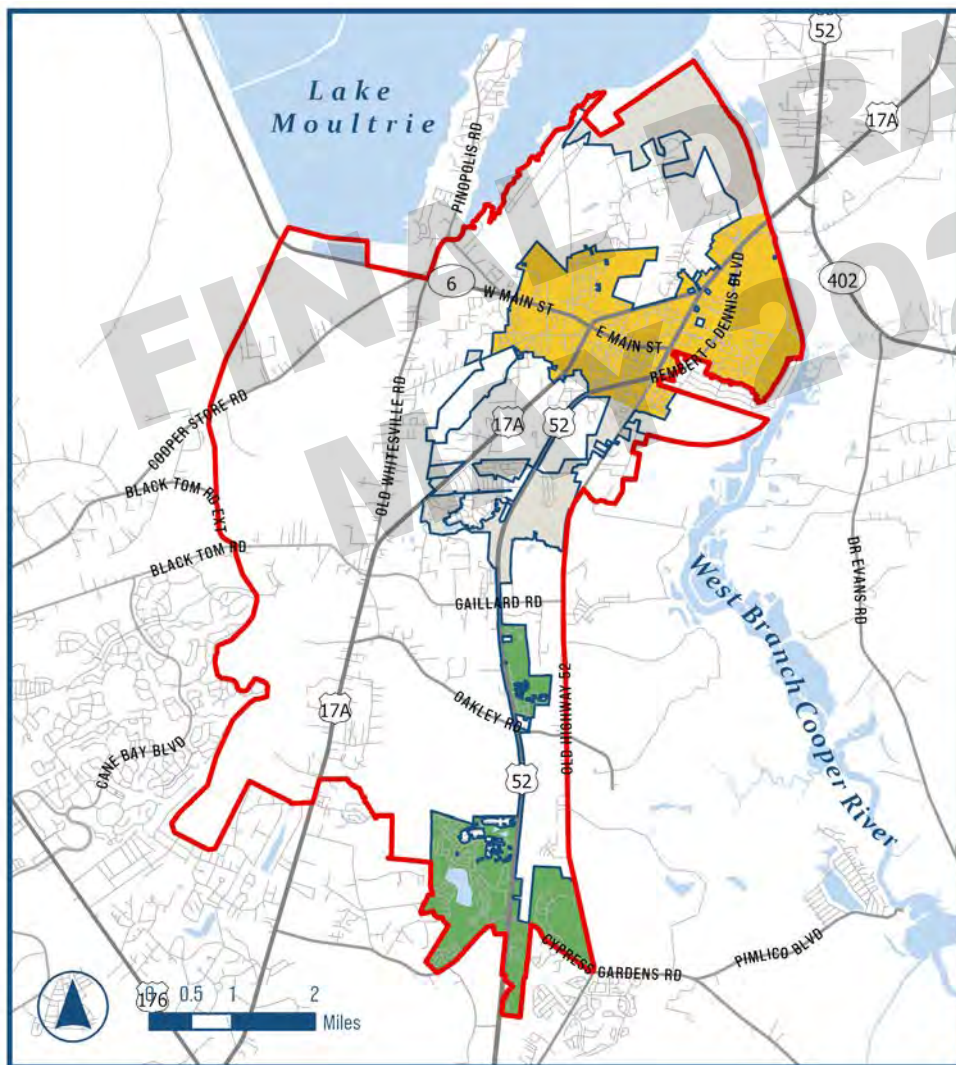 52
Lake
Moultrie
17A
PINOPOLIS RD
FINAL DRA
MAY 202
6
W MAIN ST
E MAIN ST
REMBERT C DENNIS BLVD
402
COOPER STORE RD
OLD WHITESVILLE RD
17A
52
BLACK TOM RD EXT
BLACK TOM RD
DR EVANS RD
West Branch Cooper River
GAILLARD RD
17A
OAKLEY RD
OLD HIGHWAY 52
CANE BAY BLVD
52
CYPRESS GARDENS RD
PIMLICO BLVD
176
0 0.5 1 2
Miles